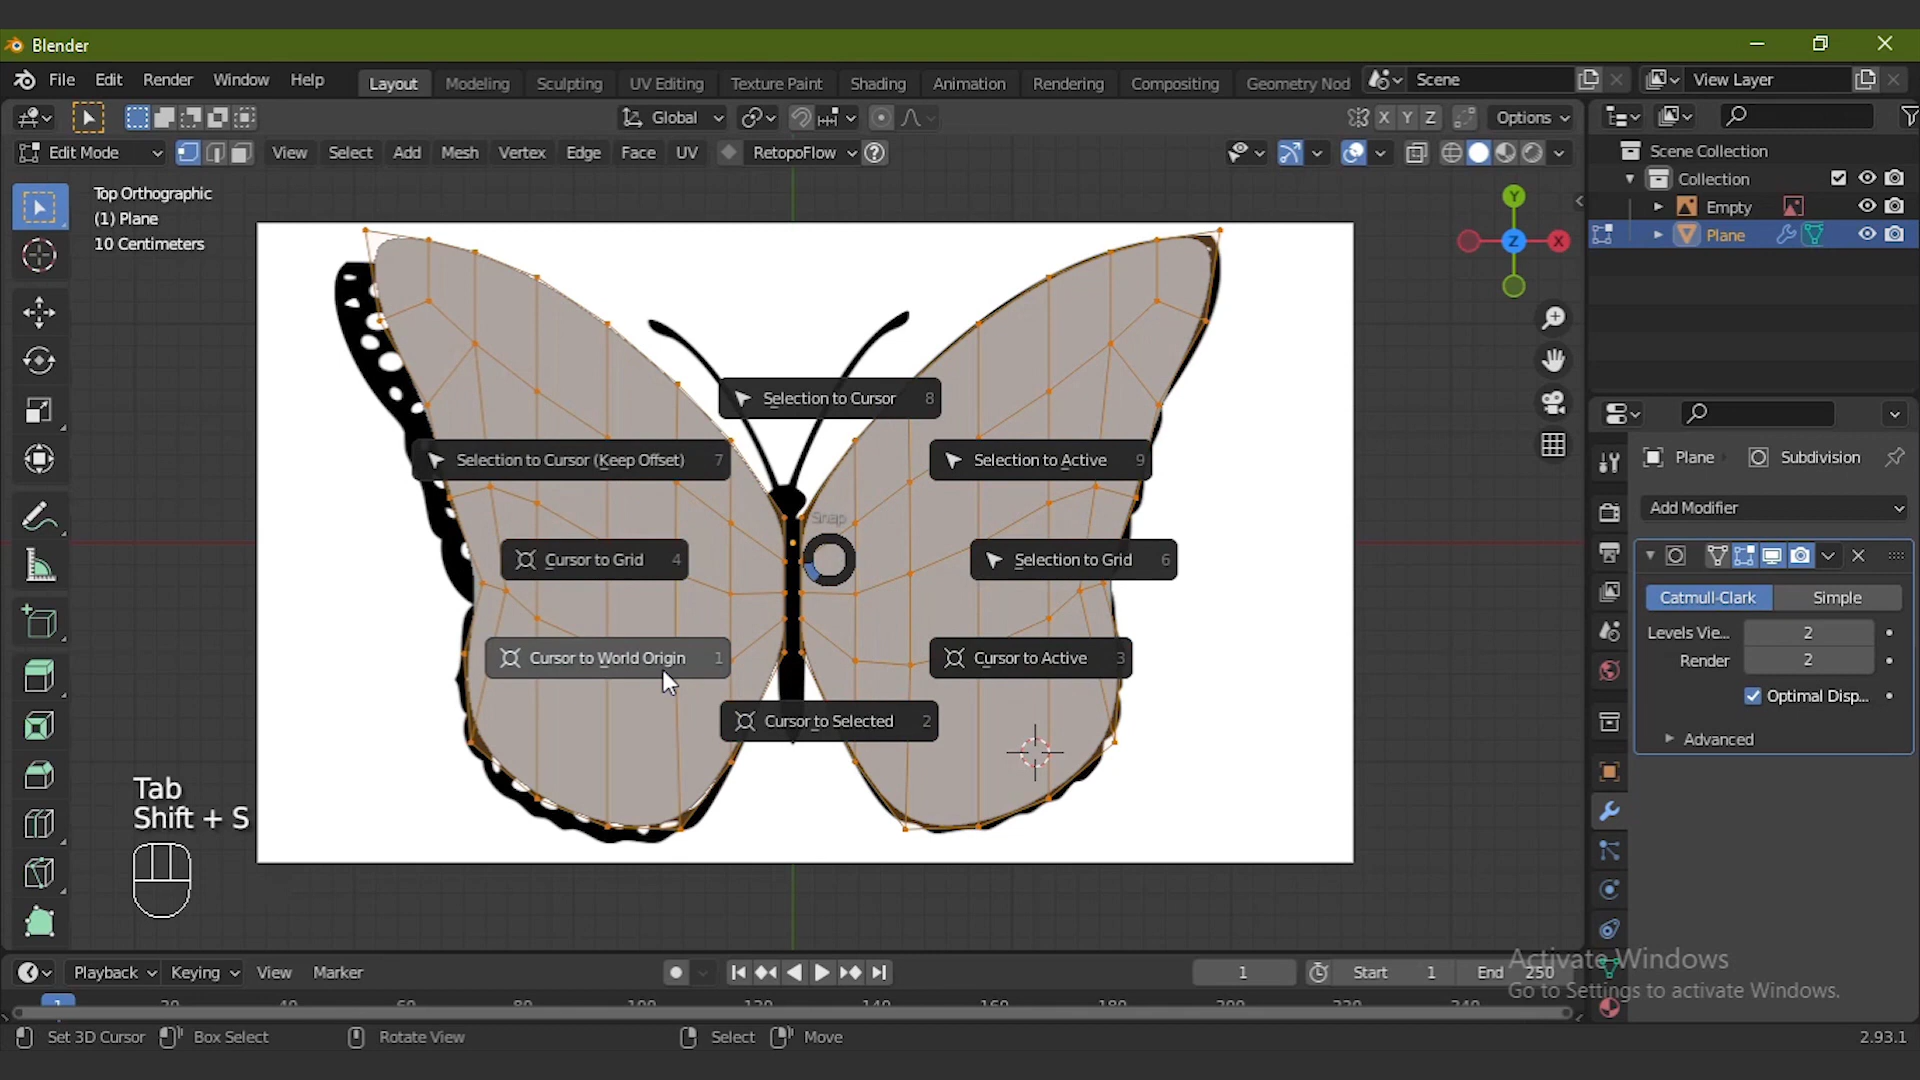 Blender
File Edit Render Window Help
Layout Modeling Sculpting UV Editing Texture Paint Shading Animation Rendering Compositing Geometry Nod
Scene
View Layer
Global
X Y Z
Options
Edit Mode
View Select Add Mesh Vertex Edge Face UV
RetopoFlow
Top Orthographic
(1) Plane
10 Centimeters
Scene Collection
Collection
Empty
Plane
Y
Z
X
Selection to Cursor 8
Selection to Cursor (Keep Offset) 7
Selection to Active 9
Snap
Cursor to Grid 4
Selection to Grid 6
Cursor to World Origin 1
Cursor to Active 3
Cursor to Selected 2
Plane
Subdivision
Add Modifier
Catmull-Clark Simple
Levels Vie... 2
Render 2
Optimal Disp...
Advanced
Tab
Shift + S
Playback Keying View Marker
1
Start 1
End 250
Activate Windows
Go to Settings to activate Windows.
Set 3D Cursor
Box Select
Rotate View
Select
Move
2.93.1